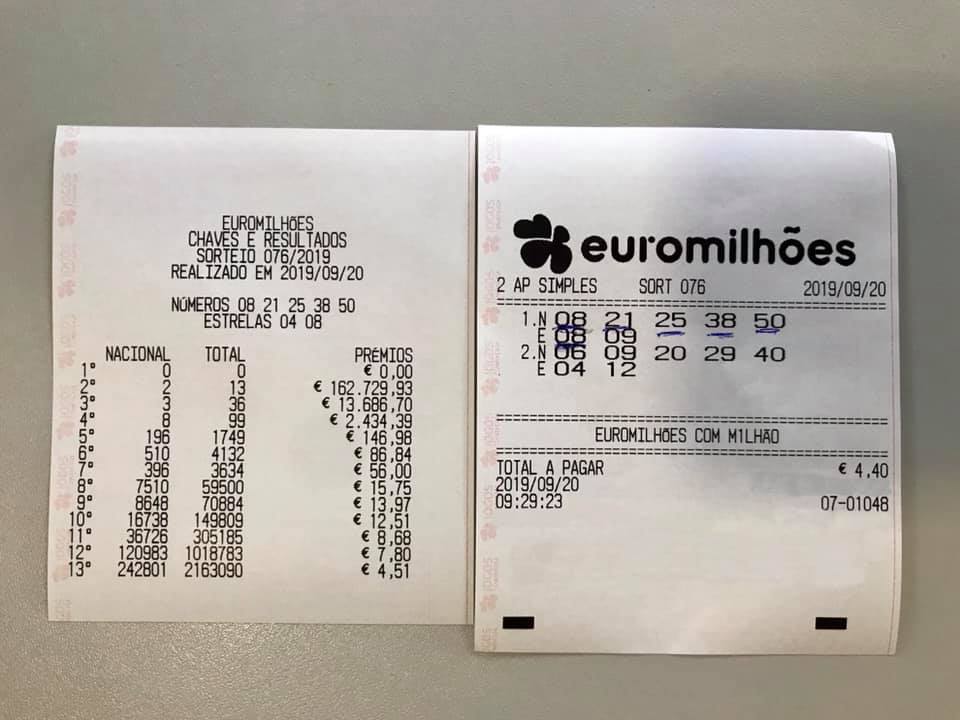 EUROMILHÕES
CHAVES E RESULTADOS
SORTEIO 076/2019
REALIZADO EM 2019/09/20
NÚMEROS 08 21 25 38 50
ESTRELAS 04 08
NACIONAL TOTAL PRÉMIOS
1º 0 0 € 0,00
2º 2 13 € 162.729,93
3º 3 36 € 13.686,70
4º 8 99 € 2.434,39
5º 196 1749 € 146,98
6º 510 4132 € 86,84
7º 396 3634 € 56,00
8º 7510 59500 € 15,75
9º 8648 70884 € 13,97
10º 16738 149809 € 12,51
11º 36726 305185 € 8,68
12º 120983 1018783 € 7,80
13º 242801 2163090 € 4,51
euromilhões
2 AP SIMPLES SORT 076 2019/09/20
1.N 08 21 25 38 50
E 08 09
2.N 06 09 20 29 40
E 04 12
EUROMILHÕES COM M1LHÃO
TOTAL A PAGAR € 4,40
2019/09/20
09:29:23 07-01048